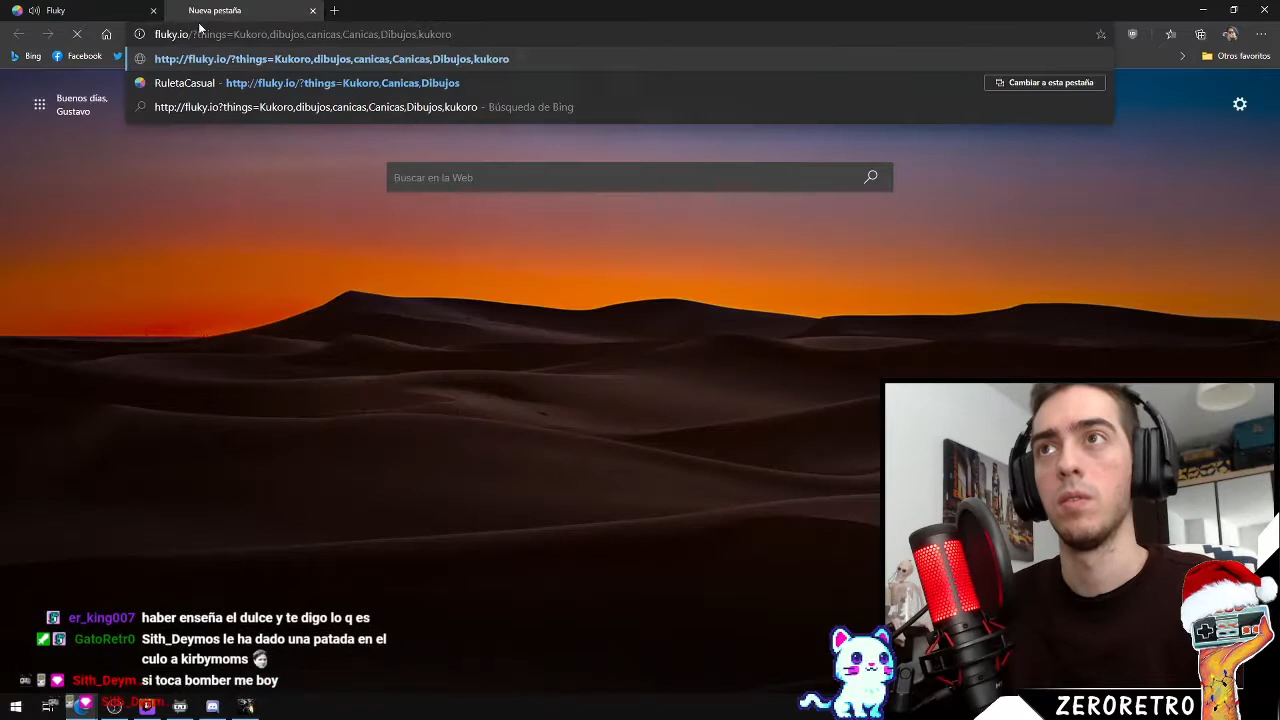 Fluky
Nueva pestaña
fluky.io/?things=Kukoro,dibujos,canicas,Canicas,Dibujos,kukoro
Bing
Facebook
http://fluky.io/?things=Kukoro,dibujos,canicas,Canicas,Dibujos,kukoro
Otros favoritos
RuletaCasual - http://fluky.io/?things=Kukoro,Canicas,Dibujos
Cambiar a esta pestaña
http://fluky.io?things=Kukoro,dibujos,canicas,Canicas,Dibujos,kukoro - Búsqueda de Bing
Buenos días,
Gustavo
Buscar en la Web
er_king007 haber enseña el dulce y te digo lo q es
GatoRetr0 Sith_Deymos le ha dado una patada en el
culo a kirbymoms
Sith_Deym si toca bomber me boy
Sith_Deym
ZERORETRO